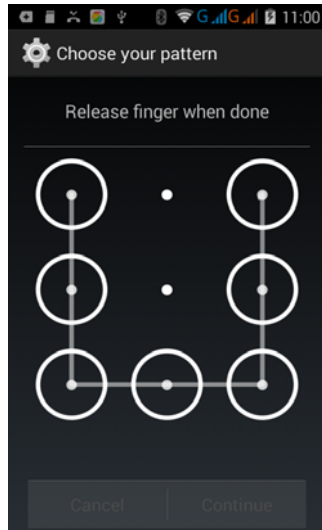 G G 11:00
Choose your pattern
Release finger when done
Cancel Continue